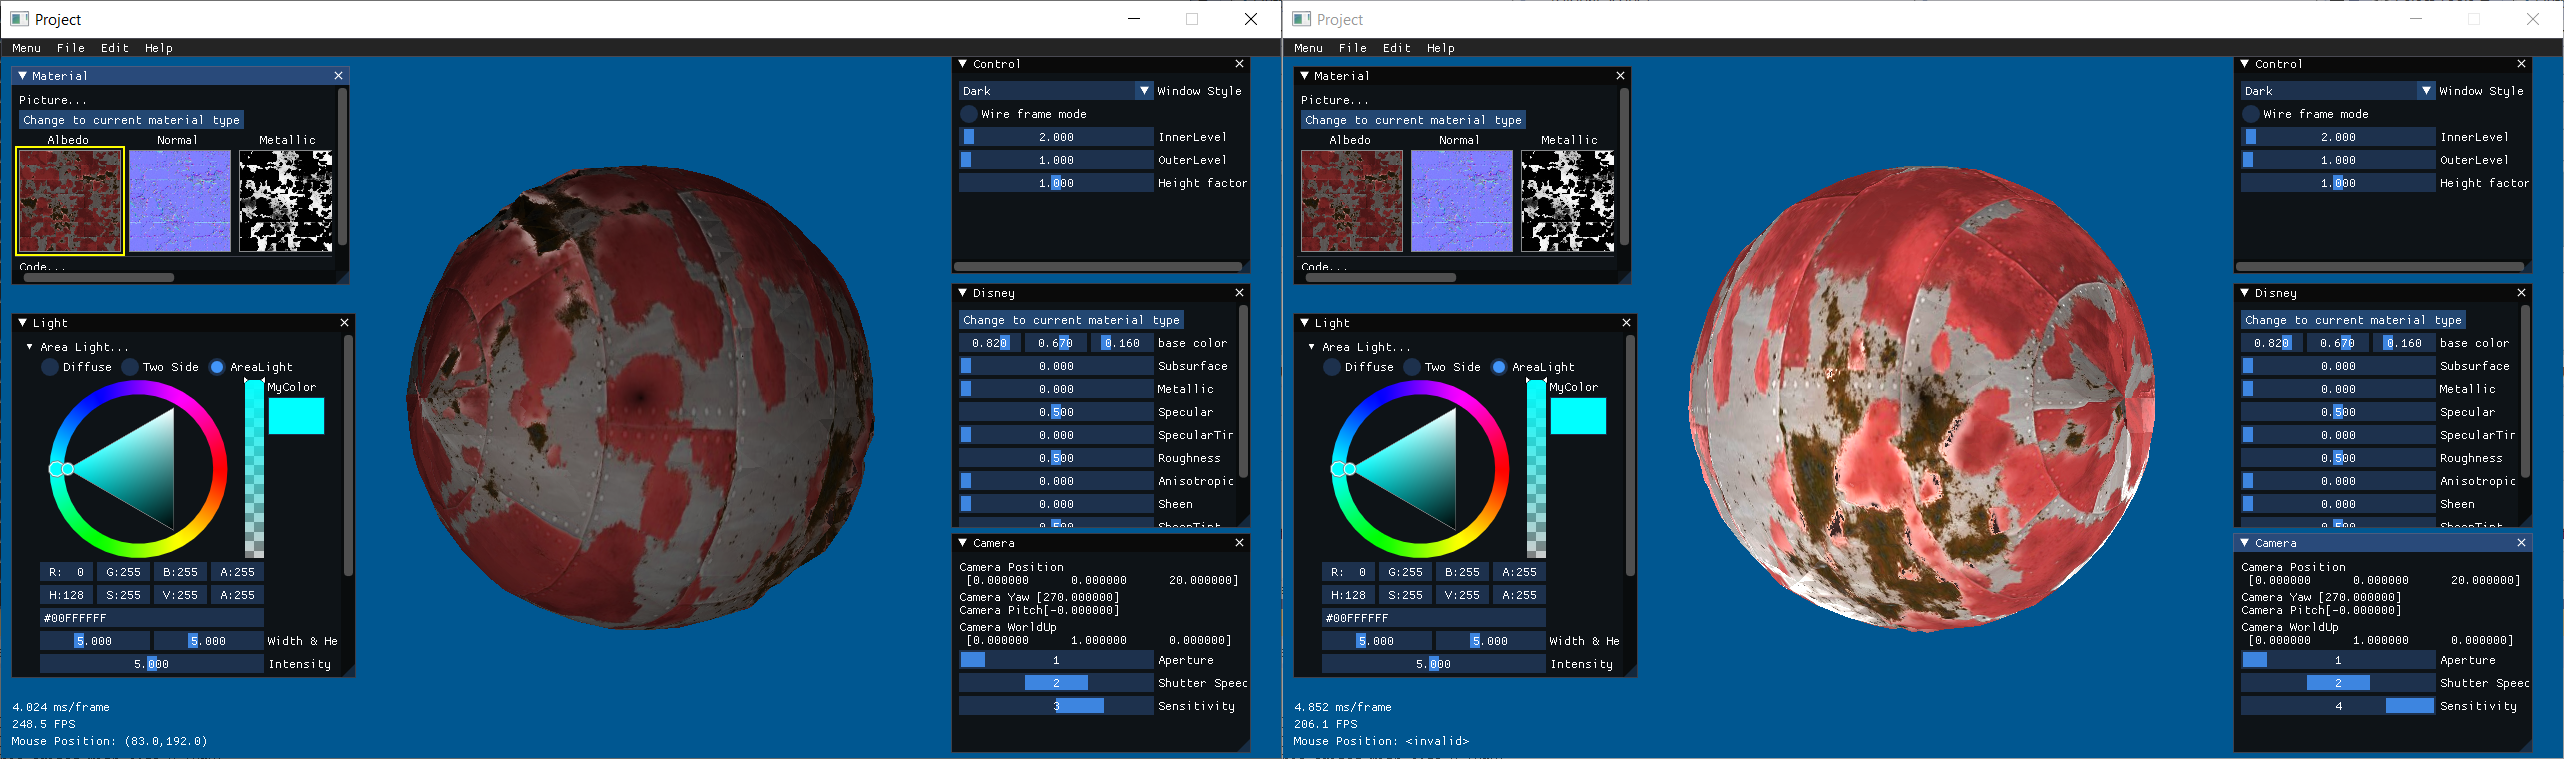 Project
Menu File Edit Help
Material
Picture...
Change to current material type
Albedo Normal Metallic
Code...
Light
Area Light...
Diffuse Two Side AreaLight
MyColor
R: 0 G:255 B:255 A:255
H:128 S:255 V:255 A:255
#00FFFFFF
5.000 5.000 Width & He
5.000 Intensity
4.024 ms/frame
248.5 FPS
Mouse Position: (83.0,192.0)
Control
Dark Window Style
Wire frame mode
2.000 InnerLevel
1.000 OuterLevel
1.000 Height factor
Disney
Change to current material type
0.820 0.670 0.160 base color
0.000 Subsurface
0.000 Metallic
0.500 Specular
0.000 SpecularTir
0.500 Roughness
0.000 Anisotropic
0.000 Sheen
0.500 SheenTint
Camera
Camera Position
[0.000000 0.000000 20.000000]
Camera Yaw [270.000000]
Camera Pitch[-0.000000]
Camera WorldUp
[0.000000 1.000000 0.000000]
1 Aperture
2 Shutter Speed
3 Sensitivity
Project
Menu File Edit Help
Material
Picture...
Change to current material type
Albedo Normal Metallic
Code...
Light
Area Light...
Diffuse Two Side AreaLight
MyColor
R: 0 G:255 B:255 A:255
H:128 S:255 V:255 A:255
#00FFFFFF
5.000 5.000 Width & He
5.000 Intensity
4.852 ms/frame
206.1 FPS
Mouse Position: <invalid>
Control
Dark Window Style
Wire frame mode
2.000 InnerLevel
1.000 OuterLevel
1.000 Height factor
Disney
Change to current material type
0.820 0.670 0.160 base color
0.000 Subsurface
0.000 Metallic
0.500 Specular
0.000 SpecularTir
0.500 Roughness
0.000 Anisotropic
0.000 Sheen
0.500 SheenTint
Camera
Camera Position
[0.000000 0.000000 20.000000]
Camera Yaw [270.000000]
Camera Pitch[-0.000000]
Camera WorldUp
[0.000000 1.000000 0.000000]
1 Aperture
2 Shutter Speed
4 Sensitivity